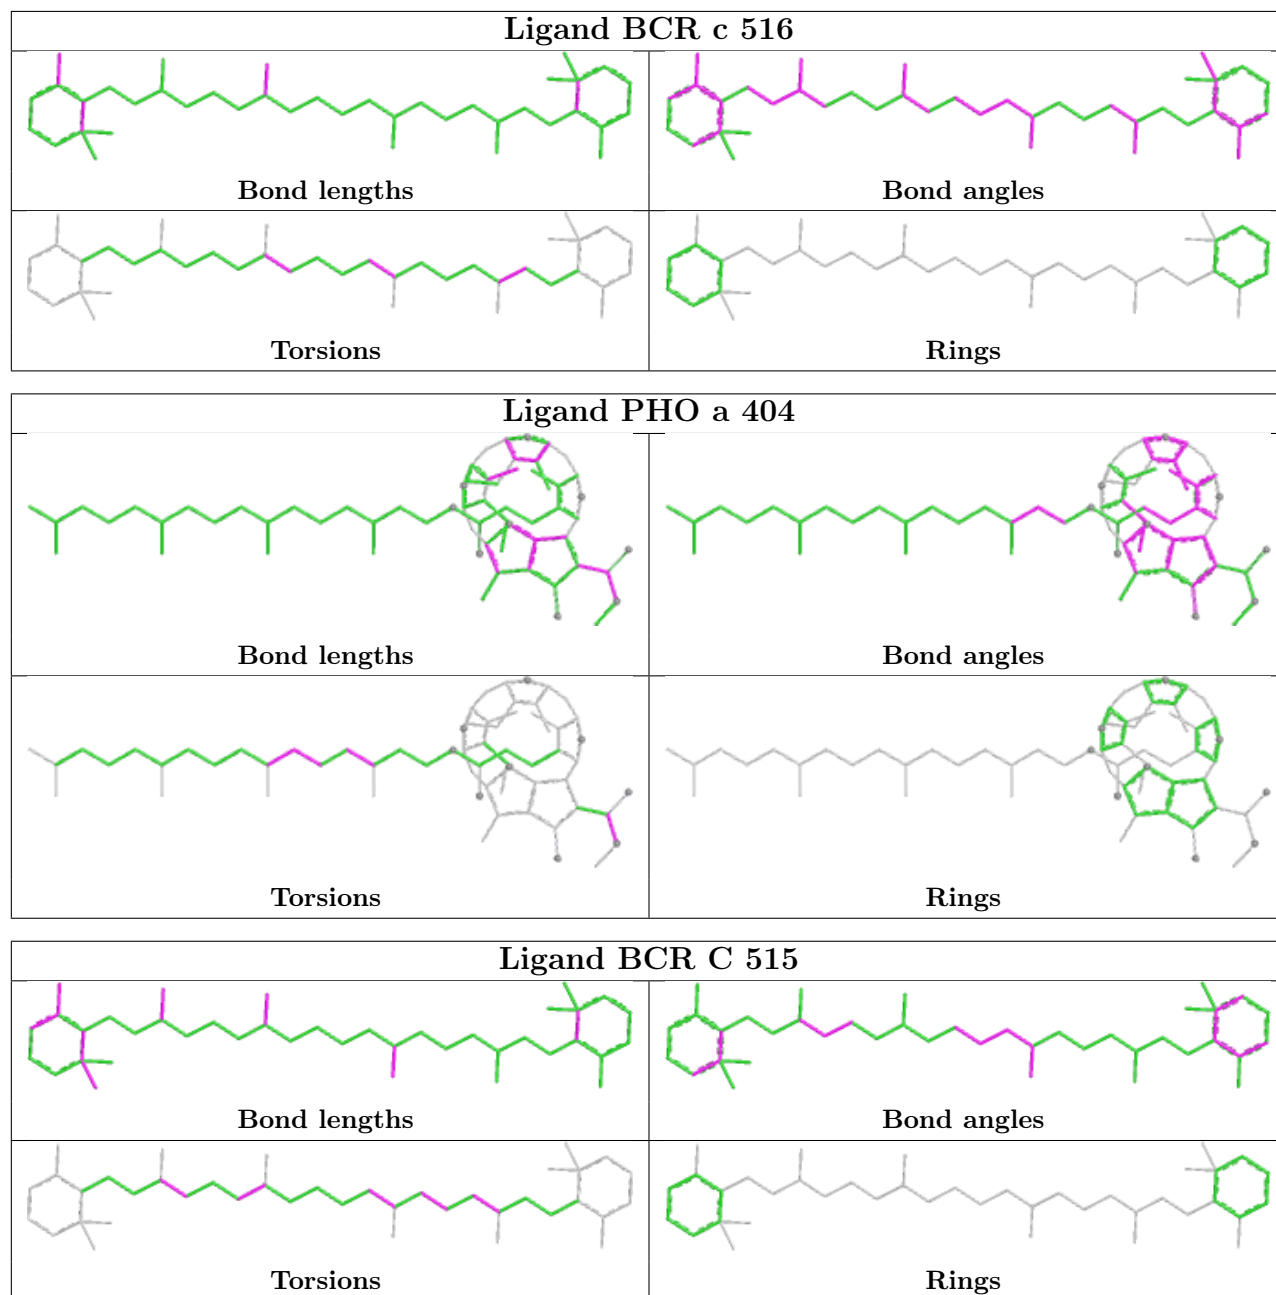 Ligand BCR c 516
Bond lengths
Bond angles
Torsions
Rings
Ligand PHO a 404
Bond lengths
Bond angles
Torsions
Rings
Ligand BCR C 515
Bond lengths
Bond angles
Torsions
Rings